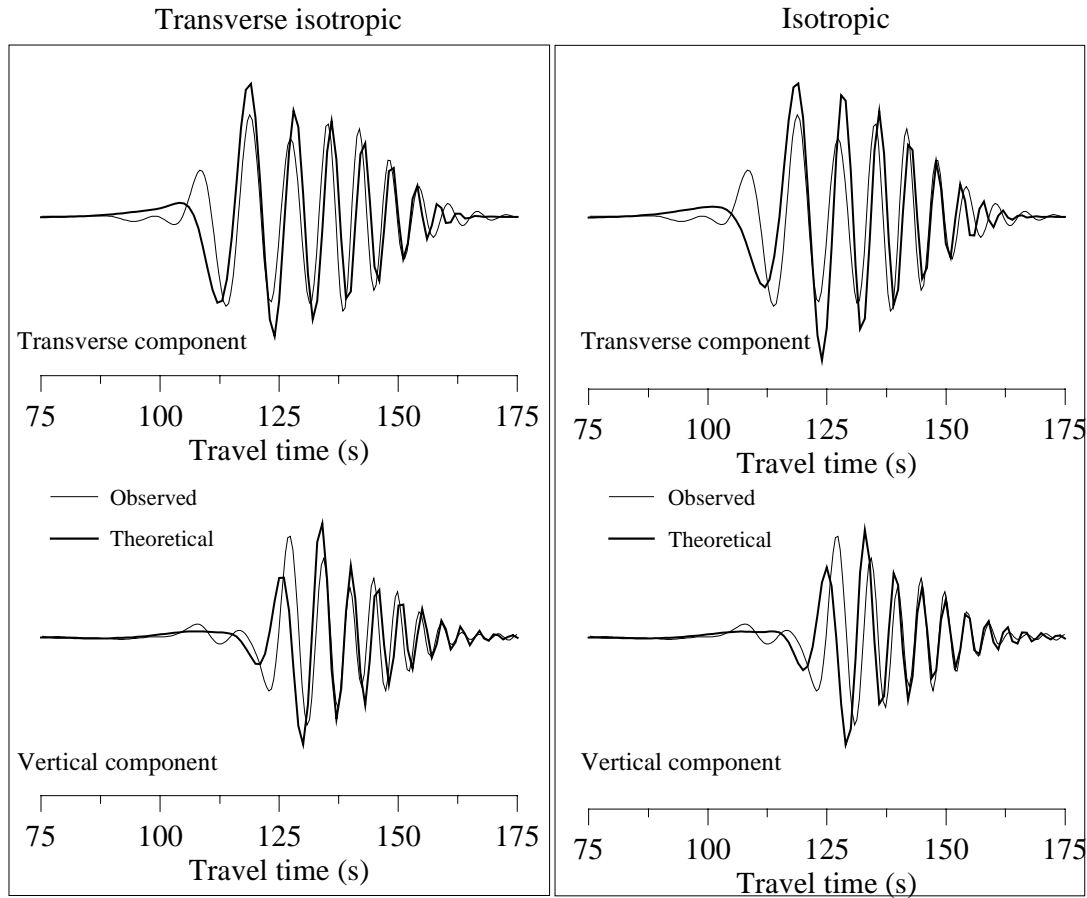 Transverse isotropic
Transverse component
75 100 125 150 175
Travel time (s)
Observed
Theoretical
Vertical component
75 100 125 150 175
Travel time (s)
Isotropic
Transverse component
75 100 125 150 175
Travel time (s)
Observed
Theoretical
Vertical component
75 100 125 150 175
Travel time (s)